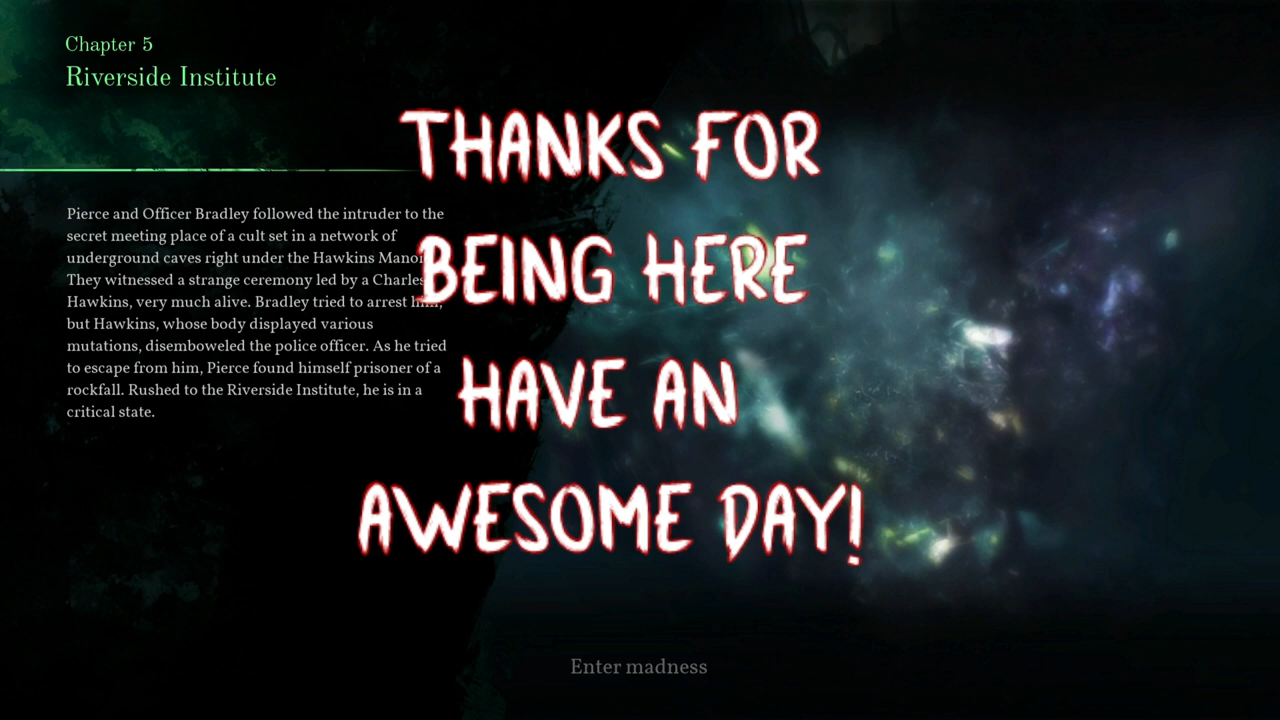 Chapter 5
Riverside Institute
THANKS FOR
BEING HERE
HAVE AN
AWESOME DAY!
Pierce and Officer Bradley followed the intruder to the
secret meeting place of a cult set in a network of
underground caves right under the Hawkins Manor.
They witnessed a strange ceremony led by a Charles
Hawkins, very much alive. Bradley tried to arrest him,
but Hawkins, whose body displayed various
mutations, disemboweled the police officer. As he tried
to escape from him, Pierce found himself prisoner of a
rockfall. Rushed to the Riverside Institute, he is in a
critical state.
Enter madness